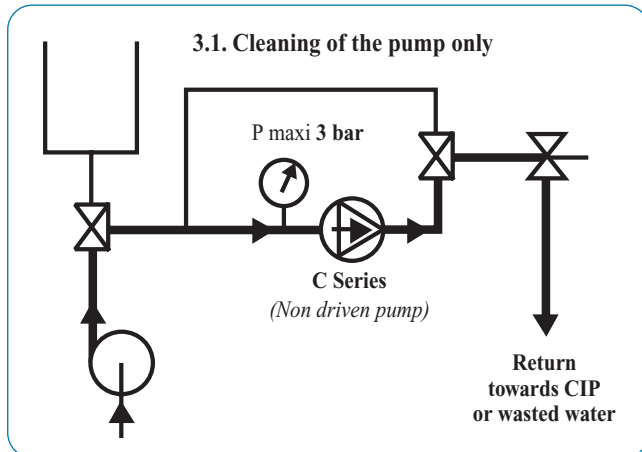 3.1. Cleaning of the pump only
P maxi 3 bar
C Series
(Non driven pump)
Return
towards CIP
or wasted water